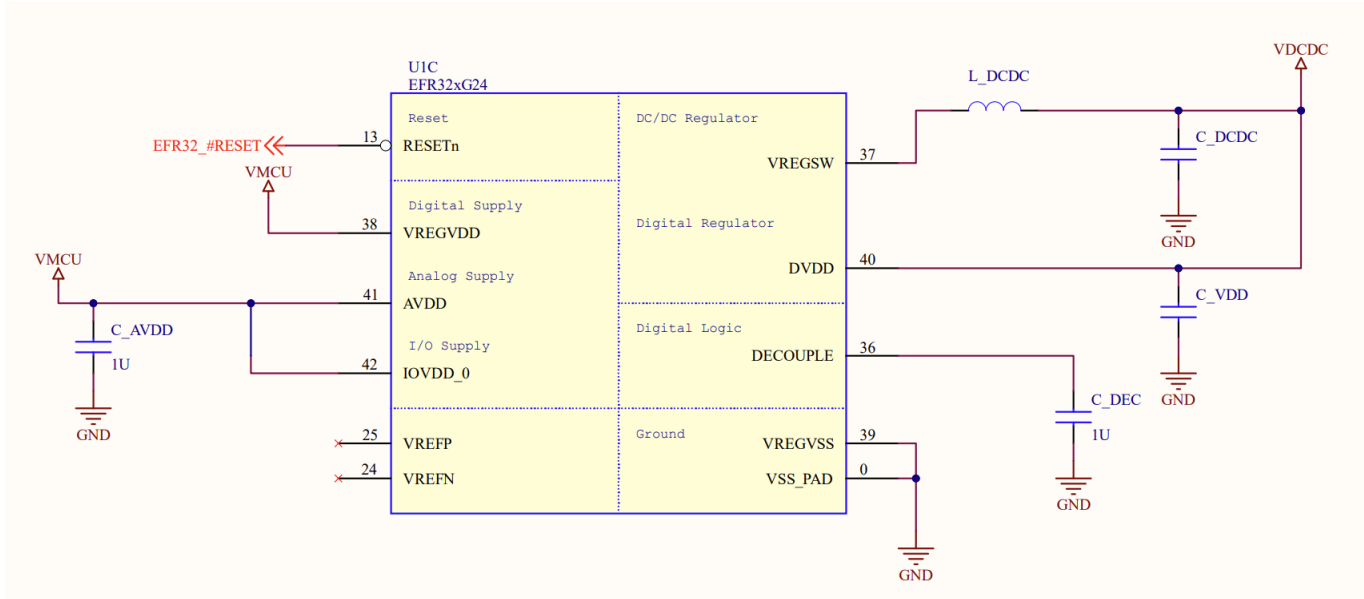 U1C
EFR32xG24
VDCDC
L_DCDC
Reset
DC/DC Regulator
EFR32_#RESET
13
RESETn
C_DCDC
VREGSW
37
VMCU
Digital Supply
38
VREGVDD
Digital Regulator
GND
VMCU
Analog Supply
DVDD
40
41
AVDD
C_VDD
C_AVDD
1U
I/O Supply
Digital Logic
DECOUPLE
36
42
IOVDD_0
GND
C_DEC
1U
GND
25
VREFP
Ground
VREGVSS
39
24
VREFN
VSS_PAD
0
GND
GND